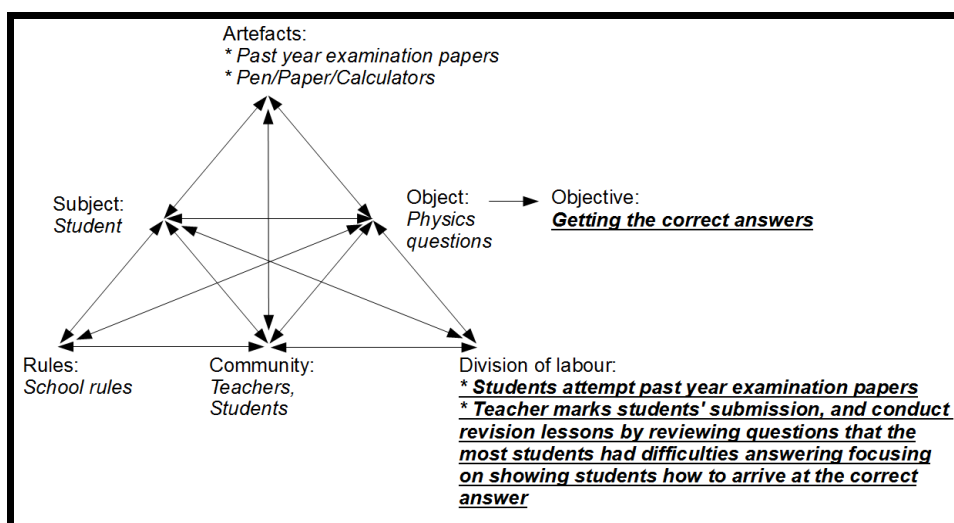 Artefacts:
* Past year examination papers
* Pen/Paper/Calculators
Subject:
Student
Object:
Physics
questions
Objective:
Getting the correct answers
Rules:
School rules
Community:
Teachers,
Students
Division of labour:
* Students attempt past year examination papers
* Teacher marks students' submission, and conduct
revision lessons by reviewing questions that the
most students had difficulties answering focusing
on showing students how to arrive at the correct
answer